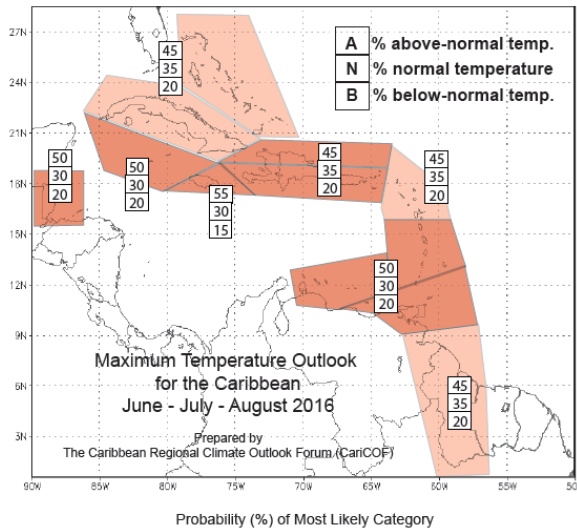 27N
24N
21N
18N
15N
12N
9N
6N
3N
90W
85W
80W
75W
70W
65W
60W
55W
50
A % above-normal temp.
N % normal temperature
B % below-normal temp.
45
35
20
50
30
20
50
30
20
55
30
15
45
35
20
45
35
20
50
30
20
45
35
20
Maximum Temperature Outlook
for the Caribbean
June - July - August 2016
Prepared by
The Caribbean Regional Climate Outlook Forum (CariCOF)
Probability (%) of Most Likely Category